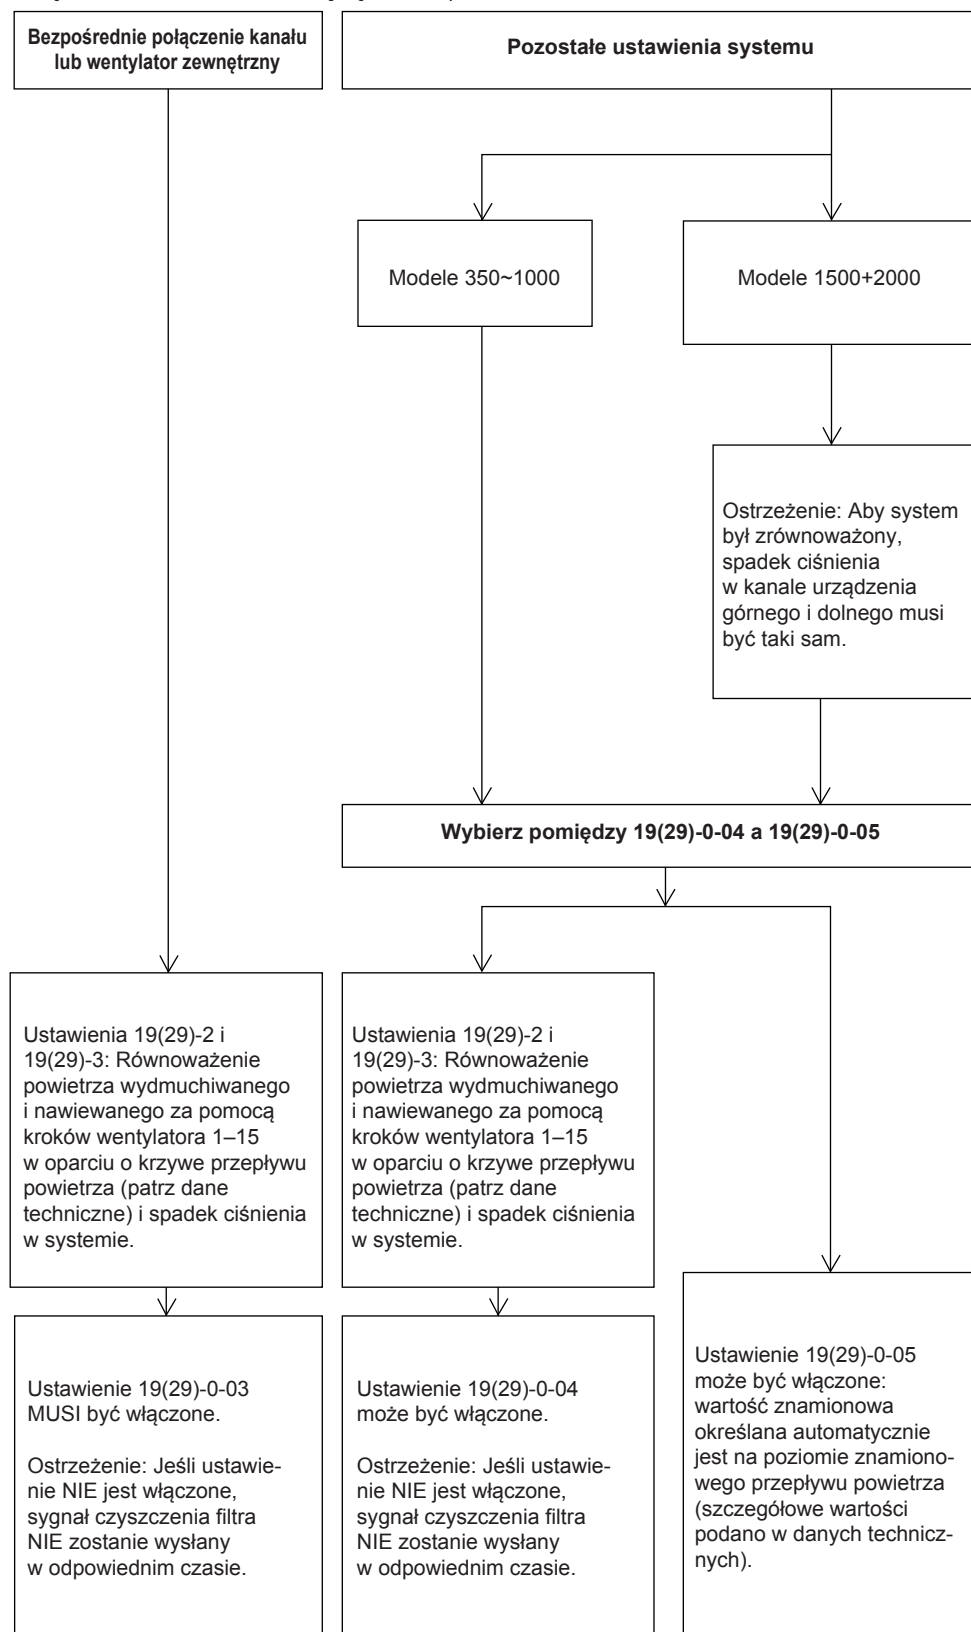 Bezpośrednie połączenie kanału
lub wentylator zewnętrzny
Pozostałe ustawienia systemu
Modele 350~1000
Modele 1500+2000
Ostrzeżenie: Aby system
był zrównoważony,
spadek ciśnienia
w kanale urządzenia
górnego i dolnego musi
być taki sam.
Wybierz pomiędzy 19(29)-0-04 a 19(29)-0-05
Ustawienia 19(29)-2 i
19(29)-3: Równoważenie
powietrza wydmuchiwanego
i nawiewanego za pomocą
kroków wentylatora 1–15
w oparciu o krzywe przepływu
powietrza (patrz dane
techniczne) i spadek ciśnienia
w systemie.
Ustawienia 19(29)-2 i
19(29)-3: Równoważenie
powietrza wydmuchiwanego
i nawiewanego za pomocą
kroków wentylatora 1–15
w oparciu o krzywe przepływu
powietrza (patrz dane
techniczne) i spadek ciśnienia
w systemie.
Ustawienie 19(29)-0-03
MUSI być włączone.
Ostrzeżenie: Jeśli ustawie-
nie NIE jest włączone,
sygnał czyszczenia filtra
NIE zostanie wysłany
w odpowiednim czasie.
Ustawienie 19(29)-0-04
może być włączone.
Ostrzeżenie: Jeśli ustawie-
nie NIE jest włączone,
sygnał czyszczenia filtra
NIE zostanie wysłany
w odpowiednim czasie.
Ustawienie 19(29)-0-05
może być włączone:
wartość znamionowa
określana automatycznie
jest na poziomie znamiono-
wego przepływu powietrza
(szczegółowe wartości
podano w danych technicz-
nych).